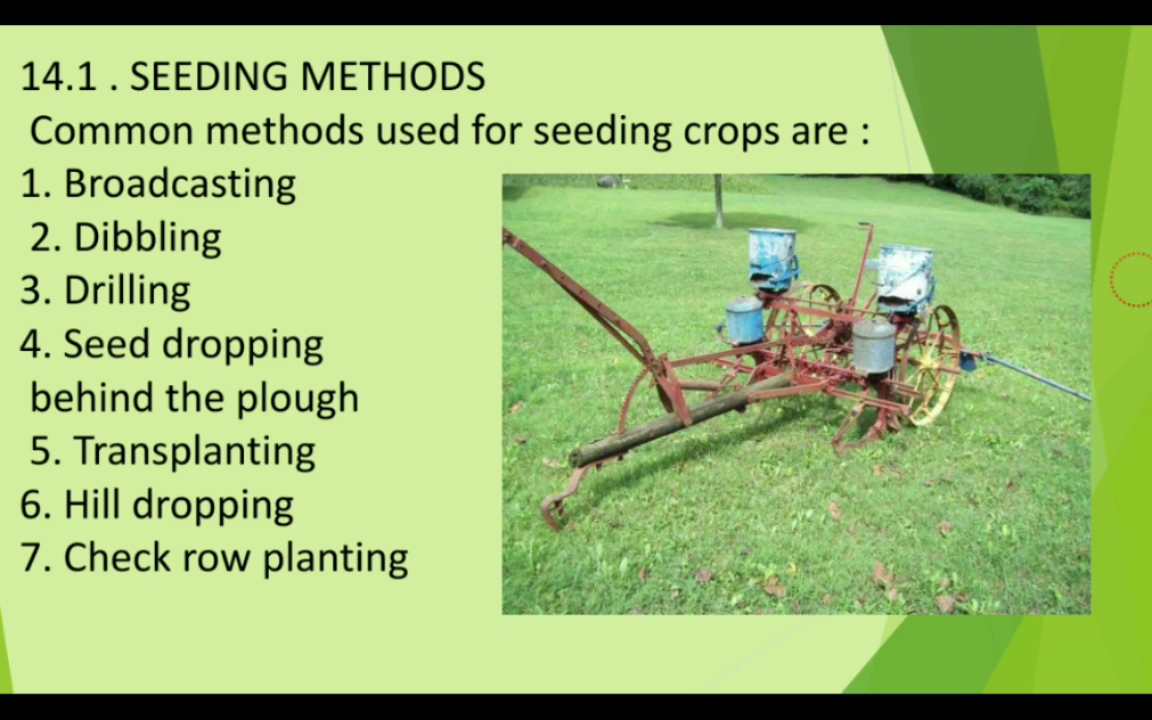 14.1 . SEEDING METHODS
Common methods used for seeding crops are :
1. Broadcasting
2. Dibbling
3. Drilling
4. Seed dropping
behind the plough
5. Transplanting
6. Hill dropping
7. Check row planting